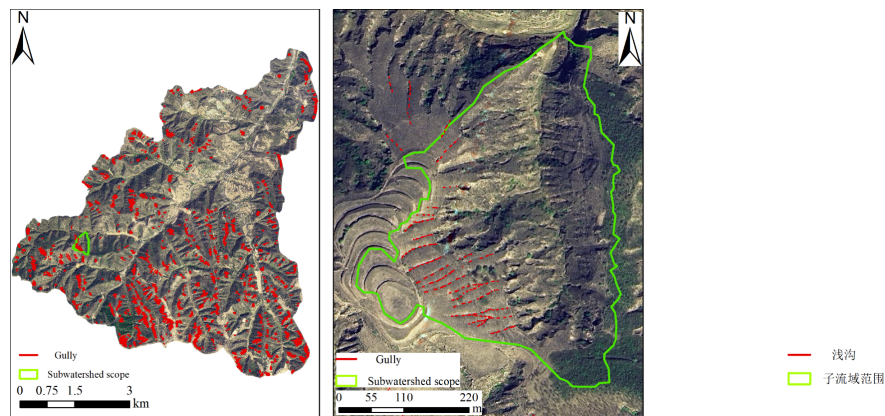 N
Gully
Subwatershed scope
0 0.75 1.5 3
km
N
Gully
Subwatershed scope
0 55 110 220
m
浅沟
子流域范围